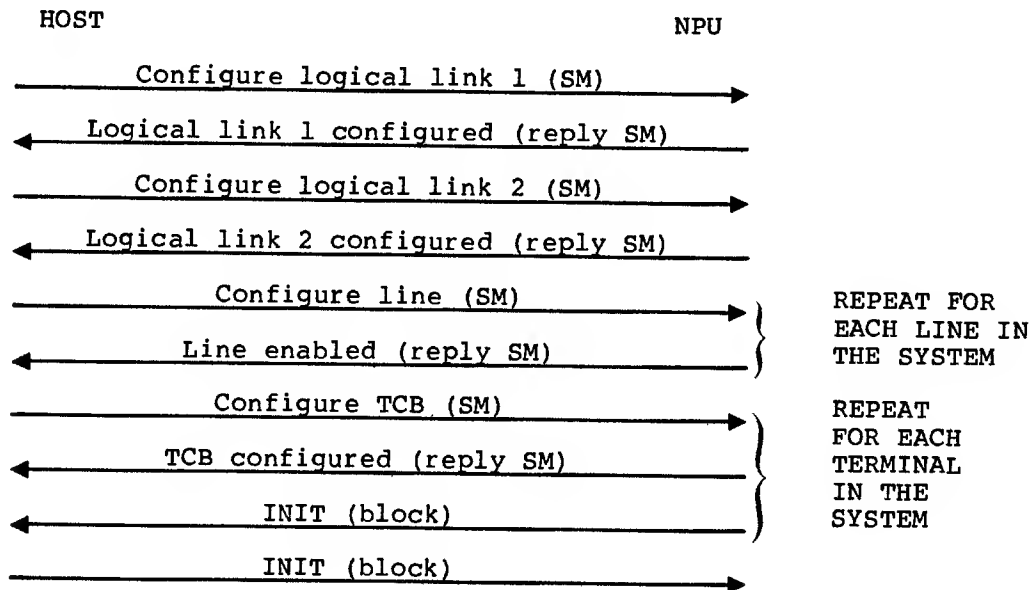 HOST
NPU
Configure logical link 1 (SM)
Logical link 1 configured (reply SM)
Configure logical link 2 (SM)
Logical link 2 configured (reply SM)
Configure line (SM)
Line enabled (reply SM)
REPEAT FOR
EACH LINE IN
THE SYSTEM
Configure TCB (SM)
TCB configured (reply SM)
INIT (block)
REPEAT
FOR EACH
TERMINAL
IN THE
SYSTEM
INIT (block)